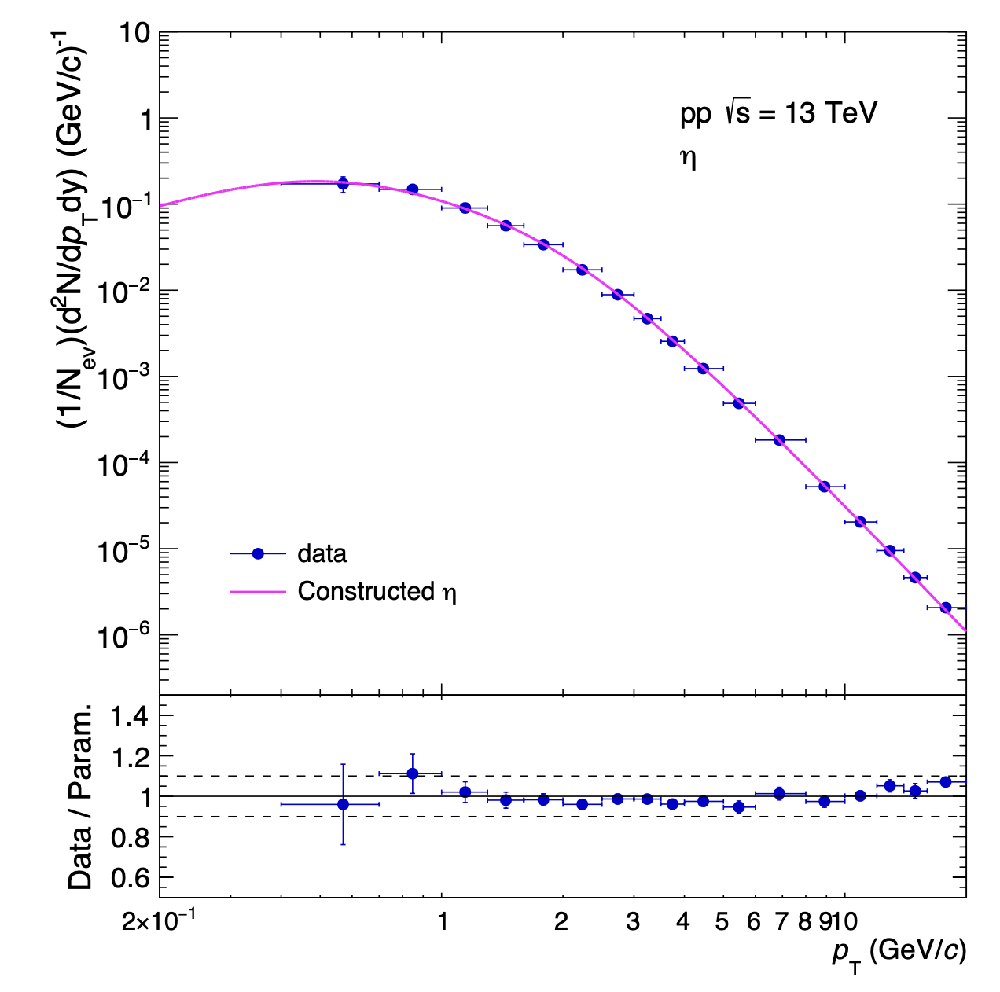 10
1
10⁻¹
10⁻²
10⁻³
10⁻⁴
10⁻⁵
10⁻⁶
(1/N_ev)(d²N/dp_T dy) (GeV/c)⁻¹
pp √s = 13 TeV
η
data
Constructed η
1.4
1.2
1
0.8
0.6
Data / Param.
2×10⁻¹ 1 2 3 4 5 6 7 8 9 10
p_T (GeV/c)